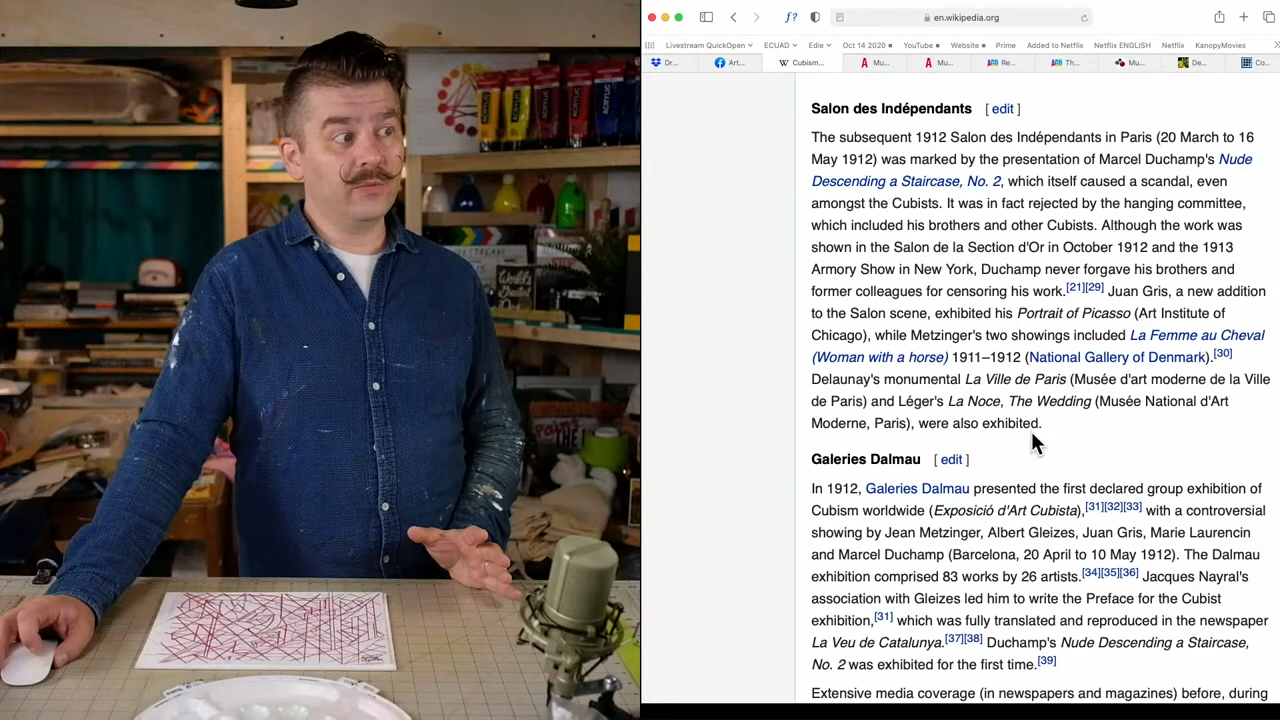 en.wikipedia.org
Livestream QuickOpen ECUAD Edie Oct 14 2020 YouTube Website Prime Added to Netflix Netflix ENGLISH Netflix KanopyMovies
Dr... Art... Cubism... Mu... Mu... Re... Th... Mu... De... Co...
Salon des Indépendants [ edit ]
The subsequent 1912 Salon des Indépendants in Paris (20 March to 16
May 1912) was marked by the presentation of Marcel Duchamp's Nude
Descending a Staircase, No. 2, which itself caused a scandal, even
amongst the Cubists. It was in fact rejected by the hanging committee,
which included his brothers and other Cubists. Although the work was
shown in the Salon de la Section d'Or in October 1912 and the 1913
Armory Show in New York, Duchamp never forgave his brothers and
former colleagues for censoring his work.[21][29] Juan Gris, a new addition
to the Salon scene, exhibited his Portrait of Picasso (Art Institute of
Chicago), while Metzinger's two showings included La Femme au Cheval
(Woman with a horse) 1911–1912 (National Gallery of Denmark).[30]
Delaunay's monumental La Ville de Paris (Musée d'art moderne de la Ville
de Paris) and Léger's La Noce, The Wedding (Musée National d'Art
Moderne, Paris), were also exhibited.
Galeries Dalmau [ edit ]
In 1912, Galeries Dalmau presented the first declared group exhibition of
Cubism worldwide (Exposició d'Art Cubista),[31][32][33] with a controversial
showing by Jean Metzinger, Albert Gleizes, Juan Gris, Marie Laurencin
and Marcel Duchamp (Barcelona, 20 April to 10 May 1912). The Dalmau
exhibition comprised 83 works by 26 artists.[34][35][36] Jacques Nayral's
association with Gleizes led him to write the Preface for the Cubist
exhibition,[31] which was fully translated and reproduced in the newspaper
La Veu de Catalunya.[37][38] Duchamp's Nude Descending a Staircase,
No. 2 was exhibited for the first time.[39]
Extensive media coverage (in newspapers and magazines) before, during
ACRYLIC
World's
Greatest